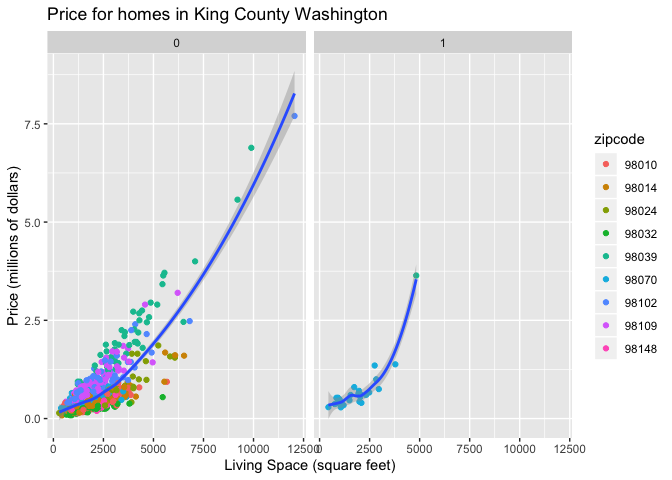 Price for homes in King County Washington
0 1
7.5
5.0
2.5
0.0
Price (millions of dollars)
0 2500 5000 7500 10000 12500 0 2500 5000 7500 10000 12500
Living Space (square feet)
zipcode
98010
98014
98024
98032
98039
98070
98102
98109
98148